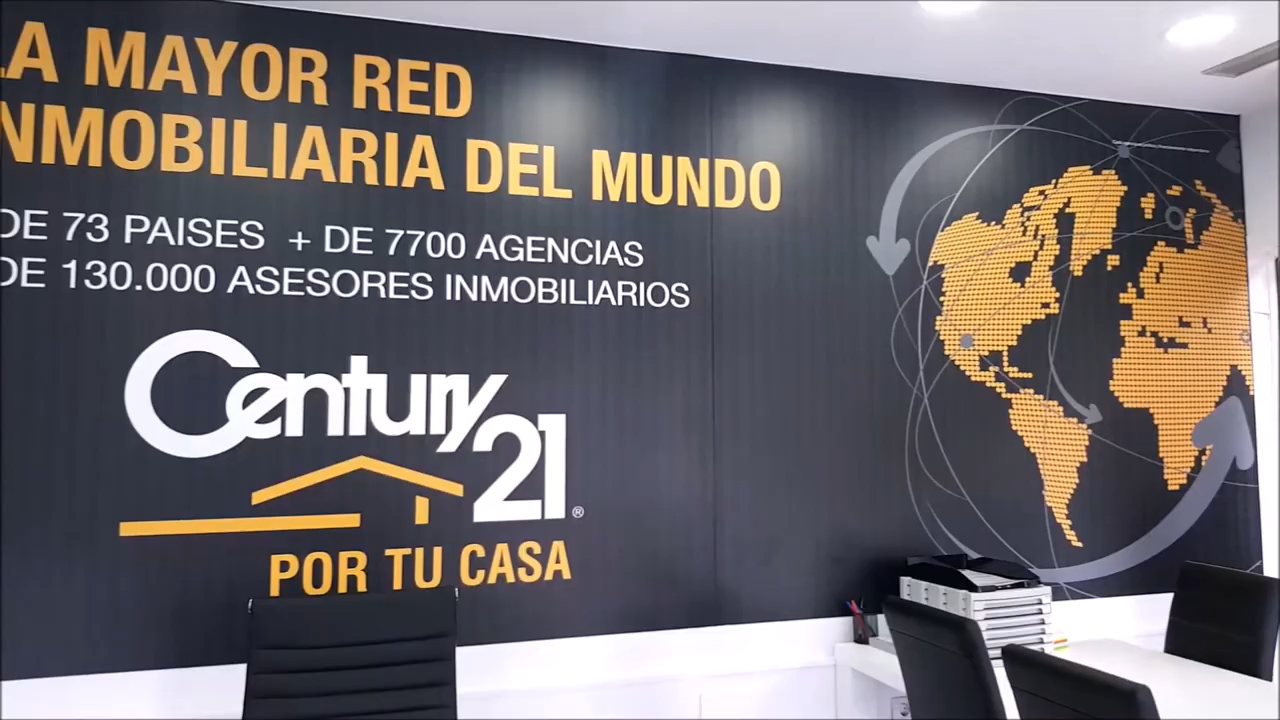 LA MAYOR RED
NMOBILIARIA DEL MUNDO
DE 73 PAISES + DE 7700 AGENCIAS
DE 130.000 ASESORES INMOBILIARIOS
Century
21®
POR TU CASA